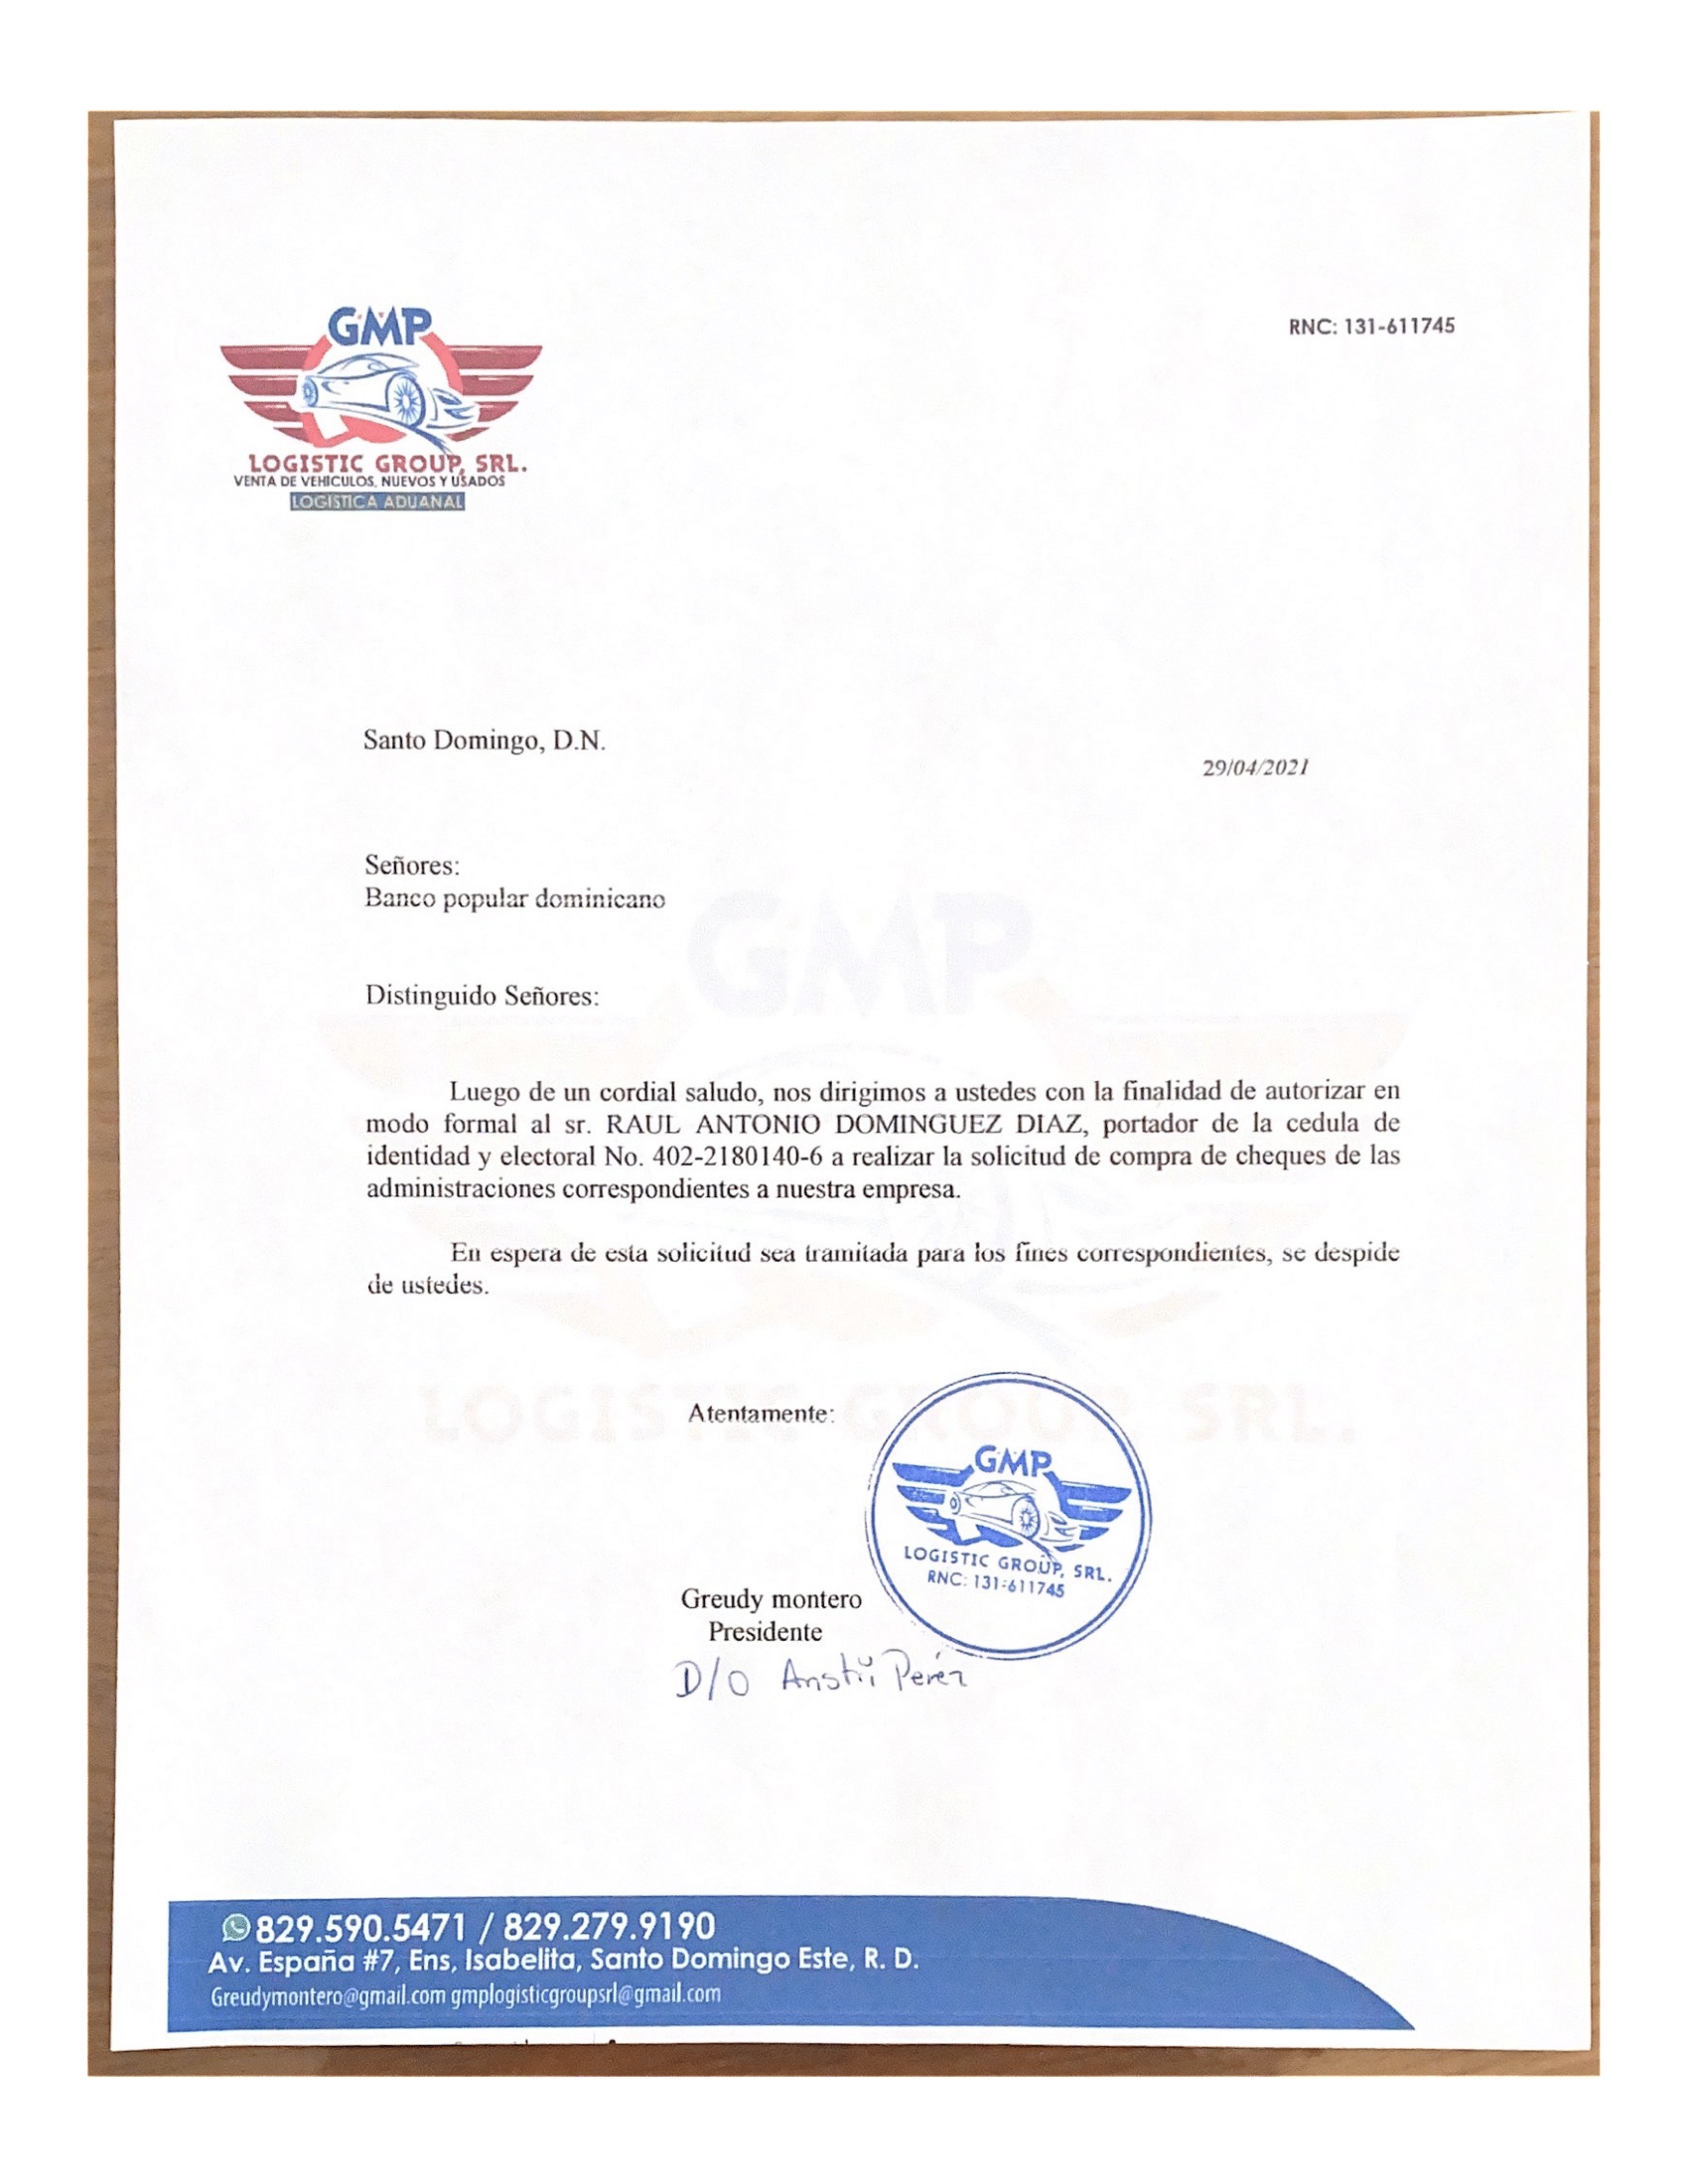 GMP
LOGISTIC GROUP, SRL.
VENTA DE VEHICULOS, NUEVOS Y USADOS
LOGISTICA ADUANAL
RNC: 131-611745
Santo Domingo, D.N.
29/04/2021
Señores:
Banco popular dominicano
Distinguido Señores:
Luego de un cordial saludo, nos dirigimos a ustedes con la finalidad de autorizar en
modo formal al sr. RAUL ANTONIO DOMINGUEZ DIAZ, portador de la cedula de
identidad y electoral No. 402-2180140-6 a realizar la solicitud de compra de cheques de las
administraciones correspondientes a nuestra empresa.
En espera de esta solicitud sea tramitada para los fines correspondientes, se despide
de ustedes.
GMP
LOGISTIC GROUP, SRL.
Atentamente:
GMP
LOGISTIC GROUP, SRL.
RNC: 131-611745
Greudy montero
Presidente
D/O Peréz
829.590.5471 / 829.279.9190
Av. España #7, Ens, Isabelita, Santo Domingo Este, R. D.
Greudymontero@gmail.com gmplogisticgroupsrl@gmail.com